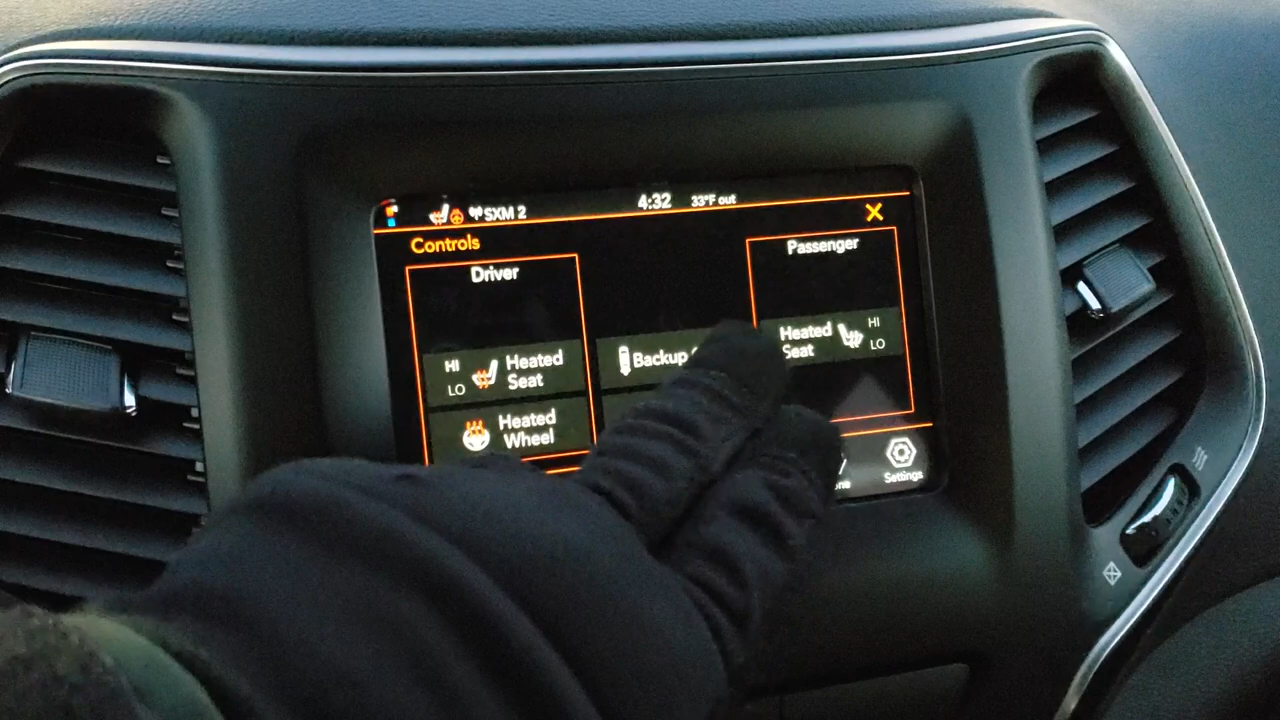 SXM 2
4:32
33°F out
Controls
Driver
Passenger
HI
LO
Heated
Seat
Backup
Heated
Seat
HI
LO
Heated
Wheel
Settings